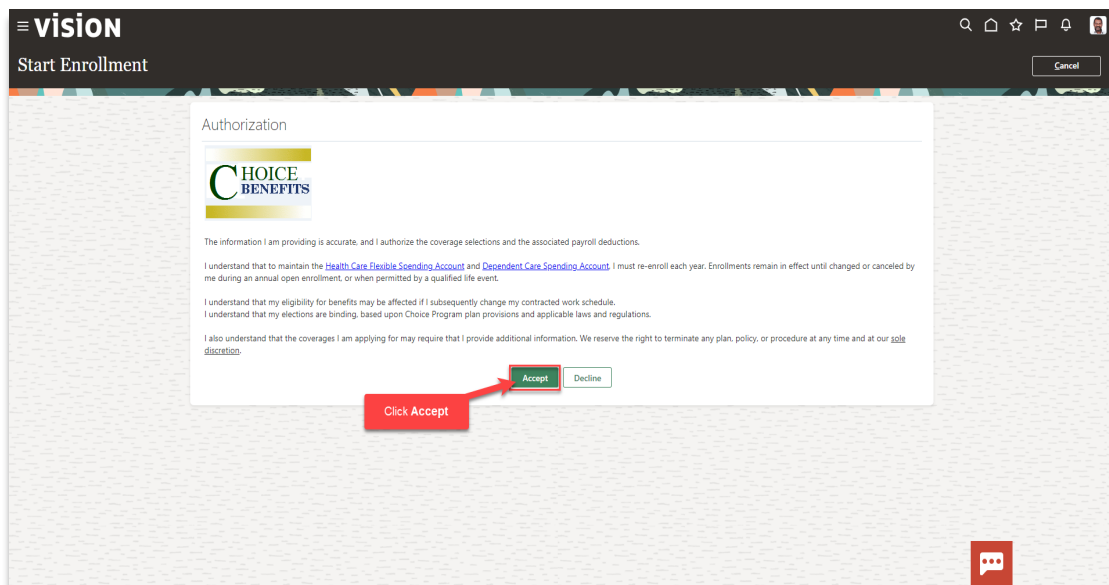 vision
Start Enrollment
Cancel
Authorization
CHOICE
BENEFITS
The information I am providing is accurate, and I authorize the coverage selections and the associated payroll deductions.
I understand that to maintain the Health Care Flexible Spending Account and Dependent Care Spending Account, I must re-enroll each year. Enrollments remain in effect until changed or canceled by
me during an annual open enrollment, or when permitted by a qualified life event.
I understand that my eligibility for benefits may be affected if I subsequently change my contracted work schedule.
I understand that my elections are binding, based upon Choice Program plan provisions and applicable laws and regulations.
I also understand that the coverages I am applying for may require that I provide additional information. We reserve the right to terminate any plan, policy, or procedure at any time and at our sole
discretion.
Accept Decline
Click Accept